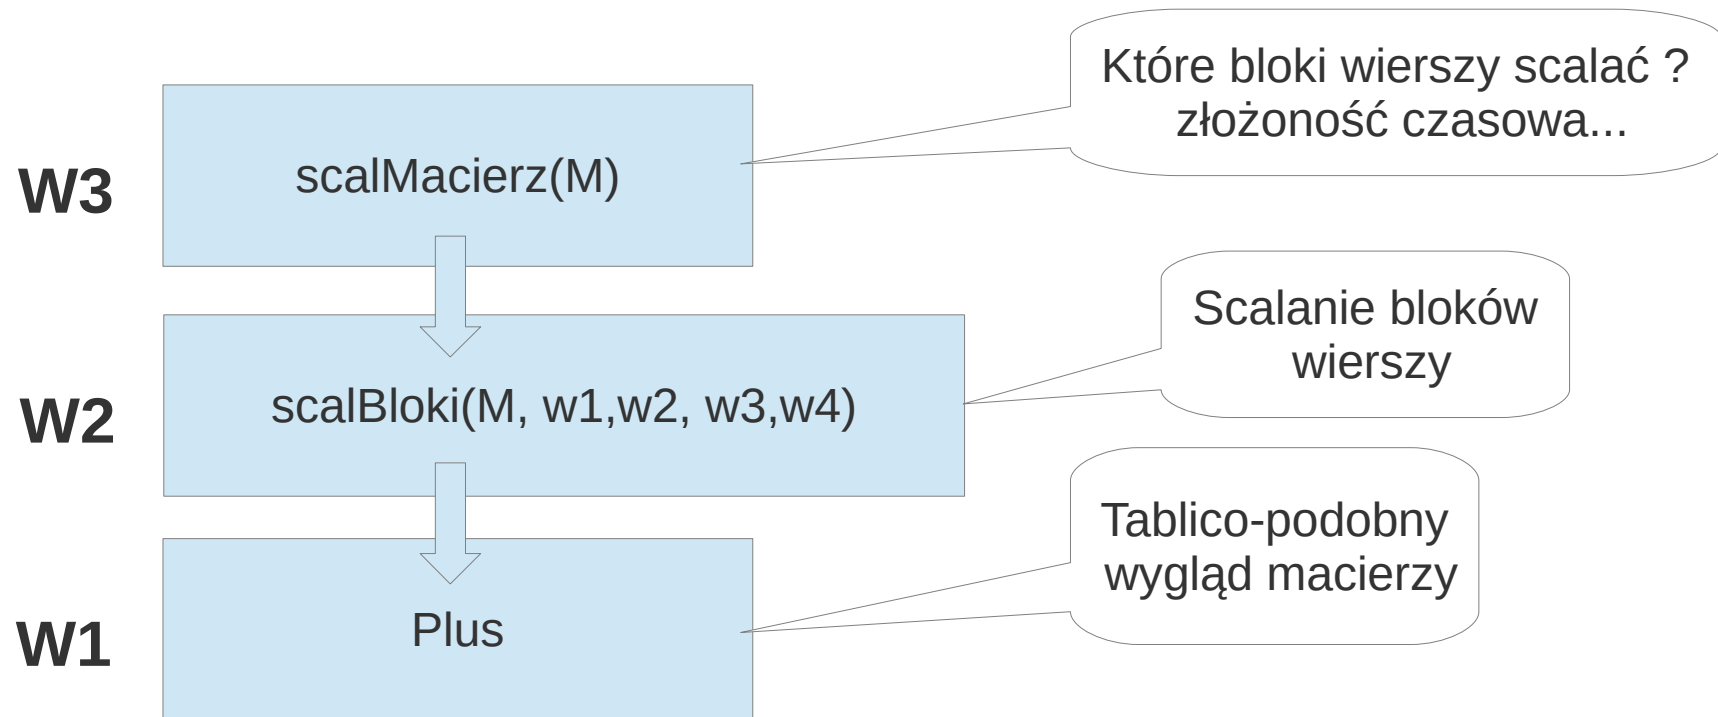 Które bloki wierszy scalać ?
złożoność czasowa...
W3
scalMacierz(M)
Scalanie bloków
wierszy
W2
scalBloki(M, w1,w2, w3,w4)
Tablico-podobny
wygląd macierzy
W1
Plus